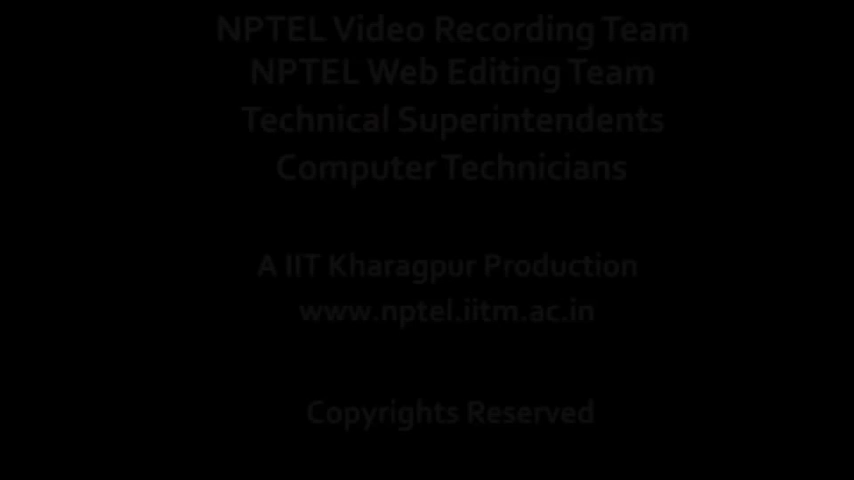 NPTEL Video Recording Team
NPTEL Web Editing Team
Technical Superintendents
Computer Technicians
A IIT Kharagpur Production
www.nptel.iitm.ac.in
Copyrights Reserved